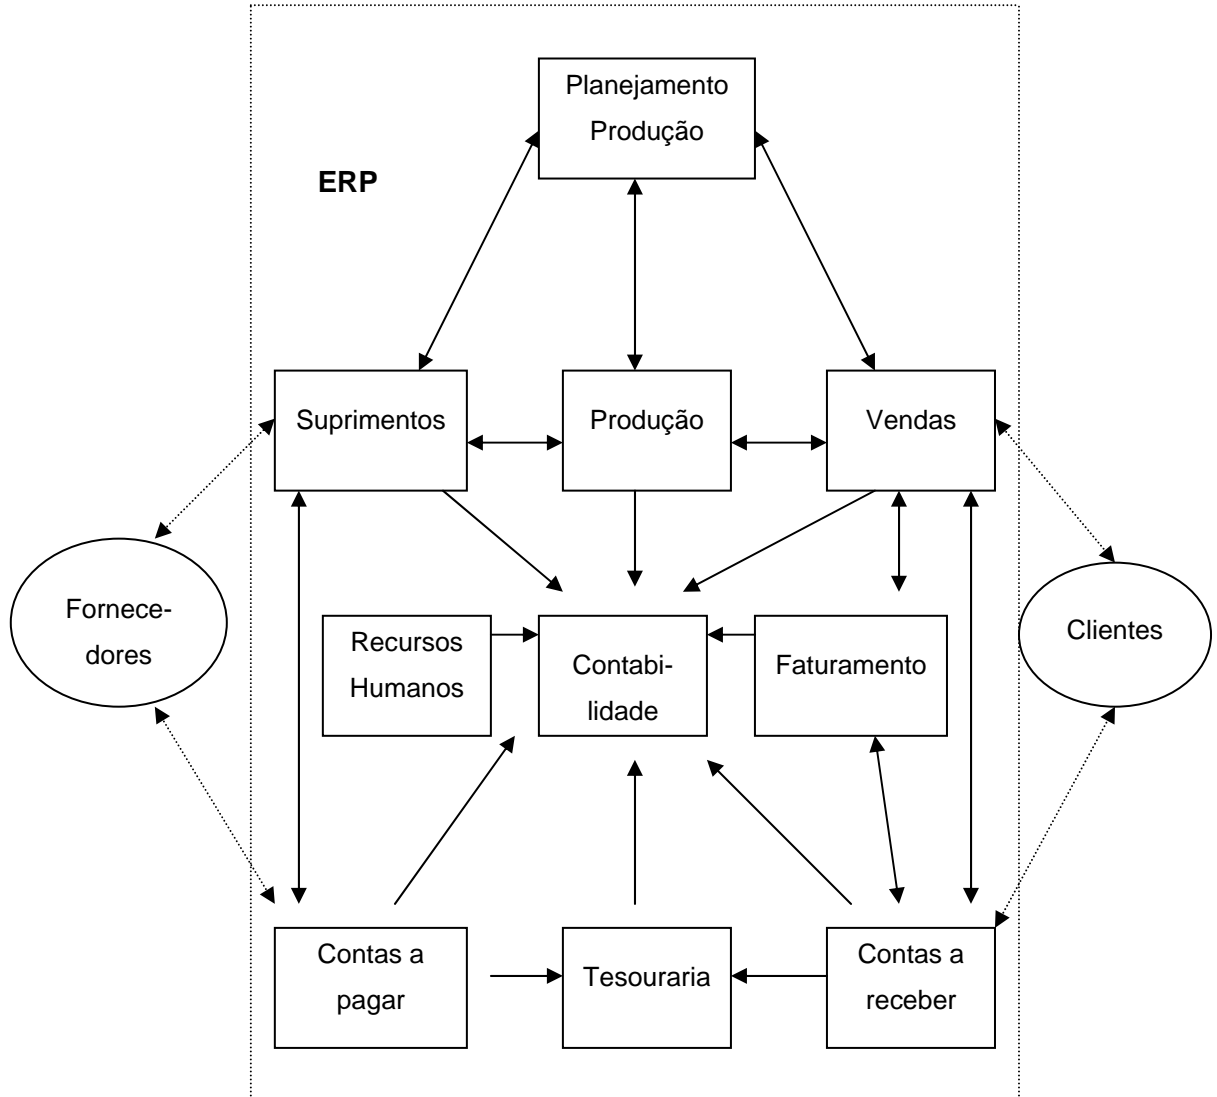 Planejamento
Produção
ERP
Suprimentos
Produção
Vendas
Fornece-
dores
Recursos
Humanos
Contabi-
lidade
Faturamento
Clientes
Contas a
pagar
Tesouraria
Contas a
receber